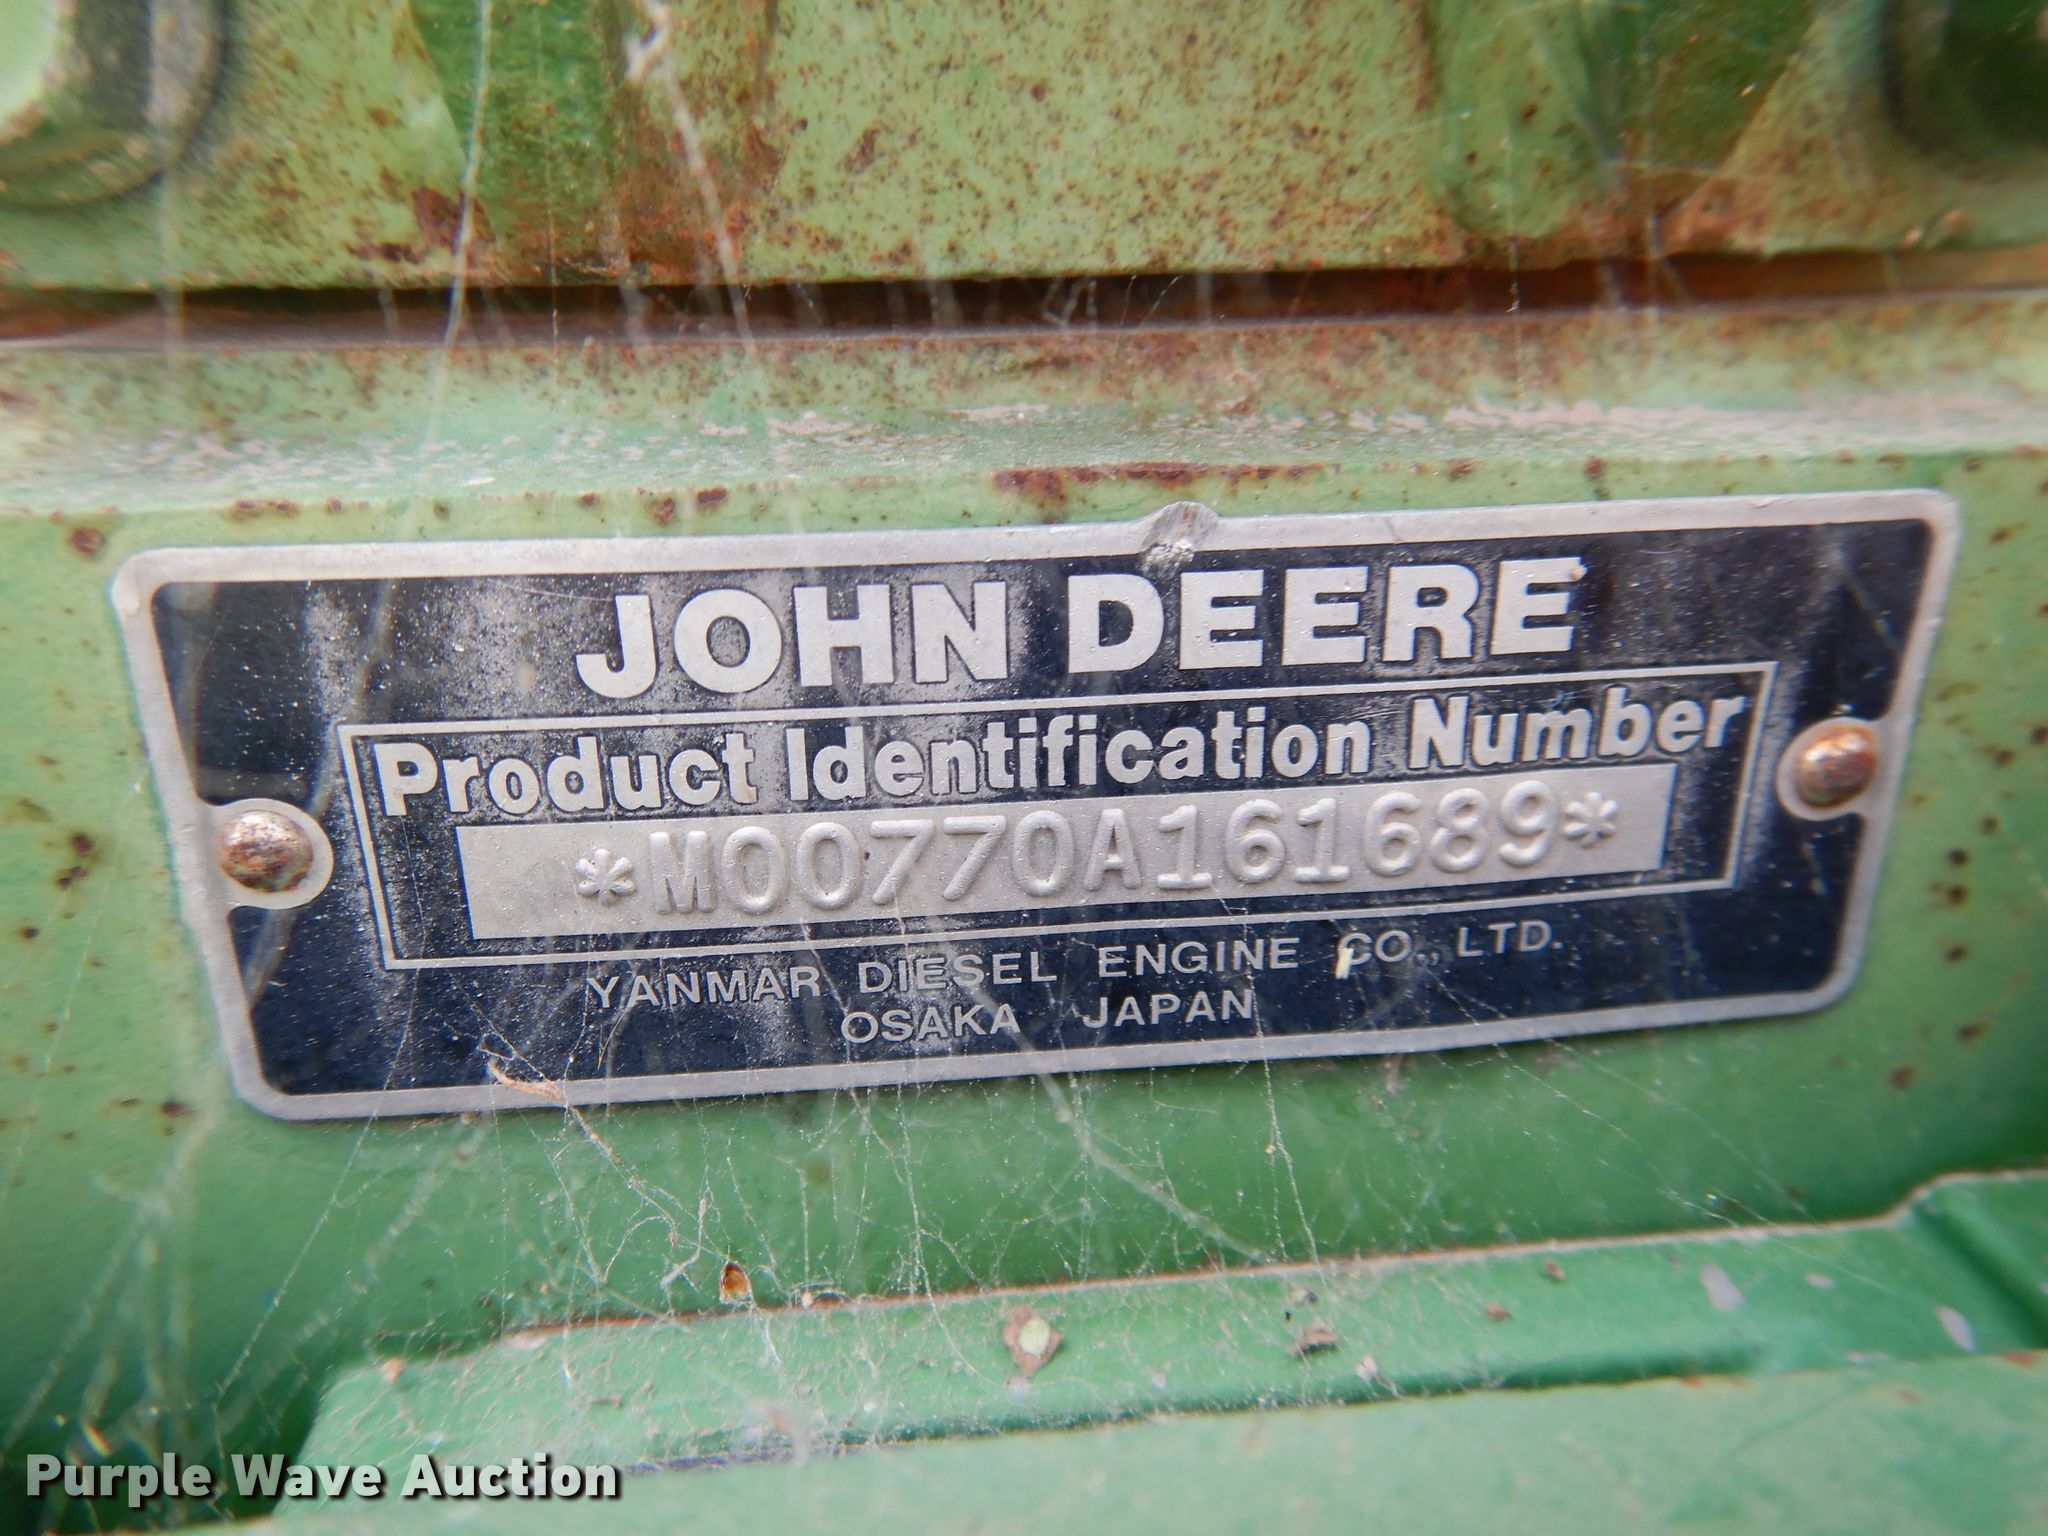 JOHN DEERE
Product Identification Number
*M00770A161689*
YANMAR DIESEL ENGINE CO., LTD.
OSAKA JAPAN
Purple Wave Auction